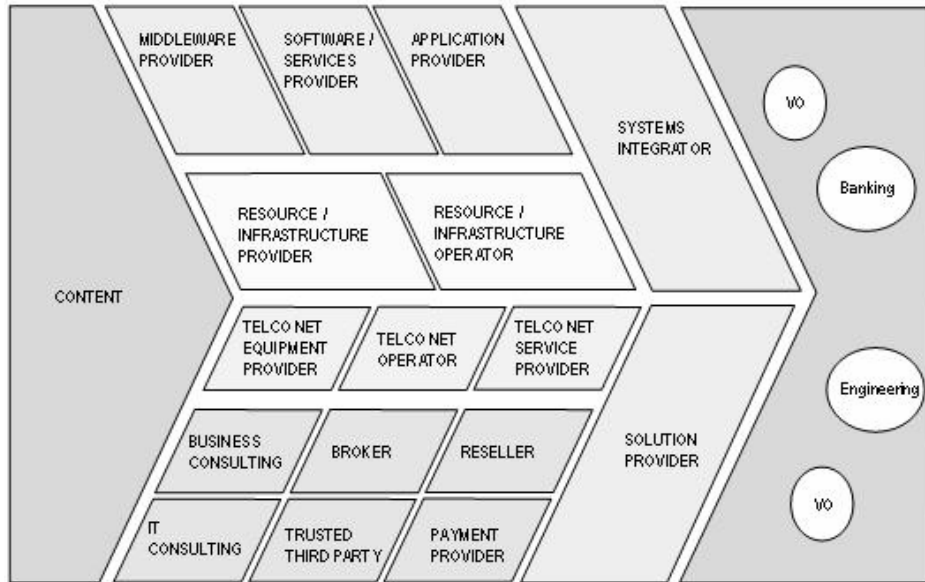 MIDDLEWARE
PROVIDER
SOFTWARE /
SERVICES
PROVIDER
APPLICATION
PROVIDER
SYSTEMS
INTEGRATOR
VO
Banking
RESOURCE /
INFRASTRUCTURE
PROVIDER
RESOURCE /
INFRASTRUCTURE
OPERATOR
CONTENT
TELCO NET
EQUIPMENT
PROVIDER
TELCO NET
OPERATOR
TELCO NET
SERVICE
PROVIDER
Engineering
BUSINESS
CONSULTING
BROKER
RESELLER
SOLUTION
PROVIDER
VO
IT
CONSULTING
TRUSTED
THIRD PARTY
PAYMENT
PROVIDER